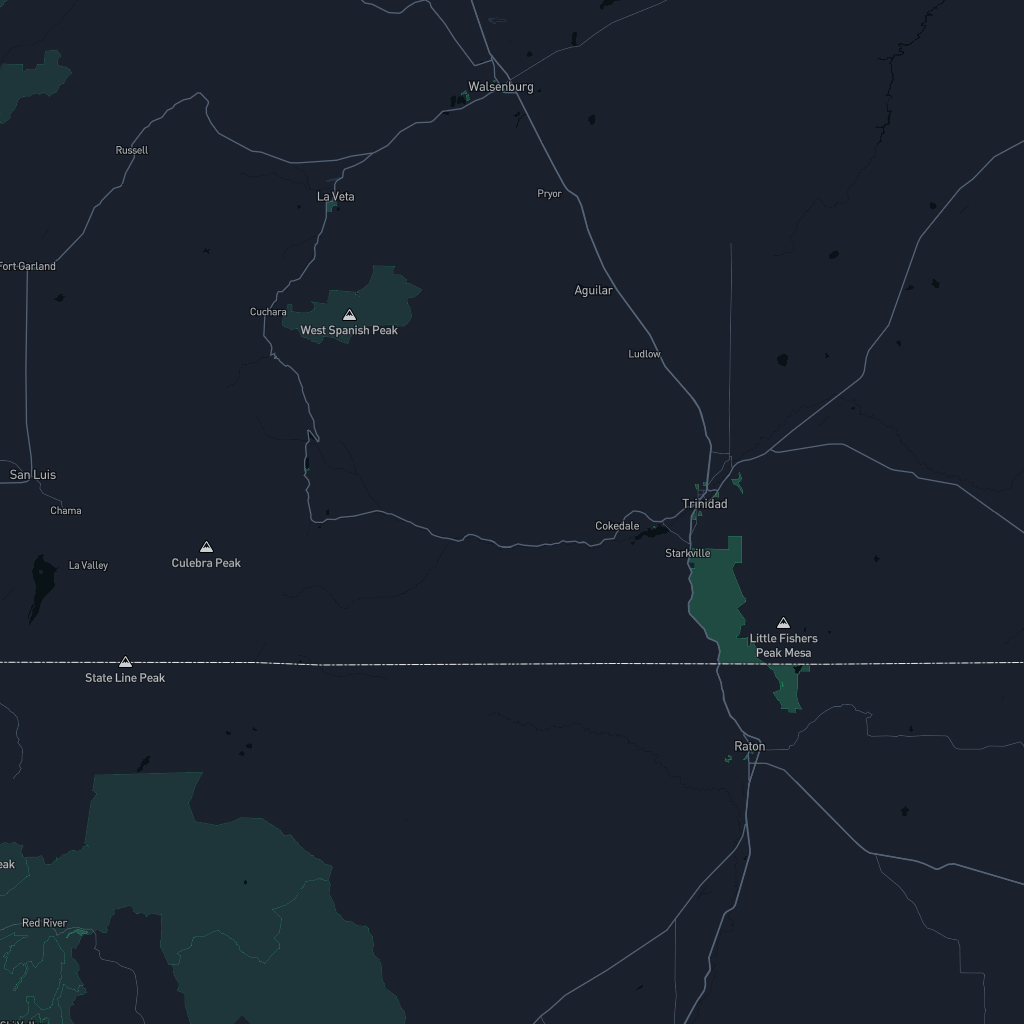 Walsenburg
Russell
Pryor
La Veta
Fort Garland
Aguilar
Cuchara
West Spanish Peak
Ludlow
San Luis
Trinidad
Chama
Cokedale
Starkville
Culebra Peak
La Valley
Little Fishers
Peak Mesa
State Line Peak
Raton
eak
Red River